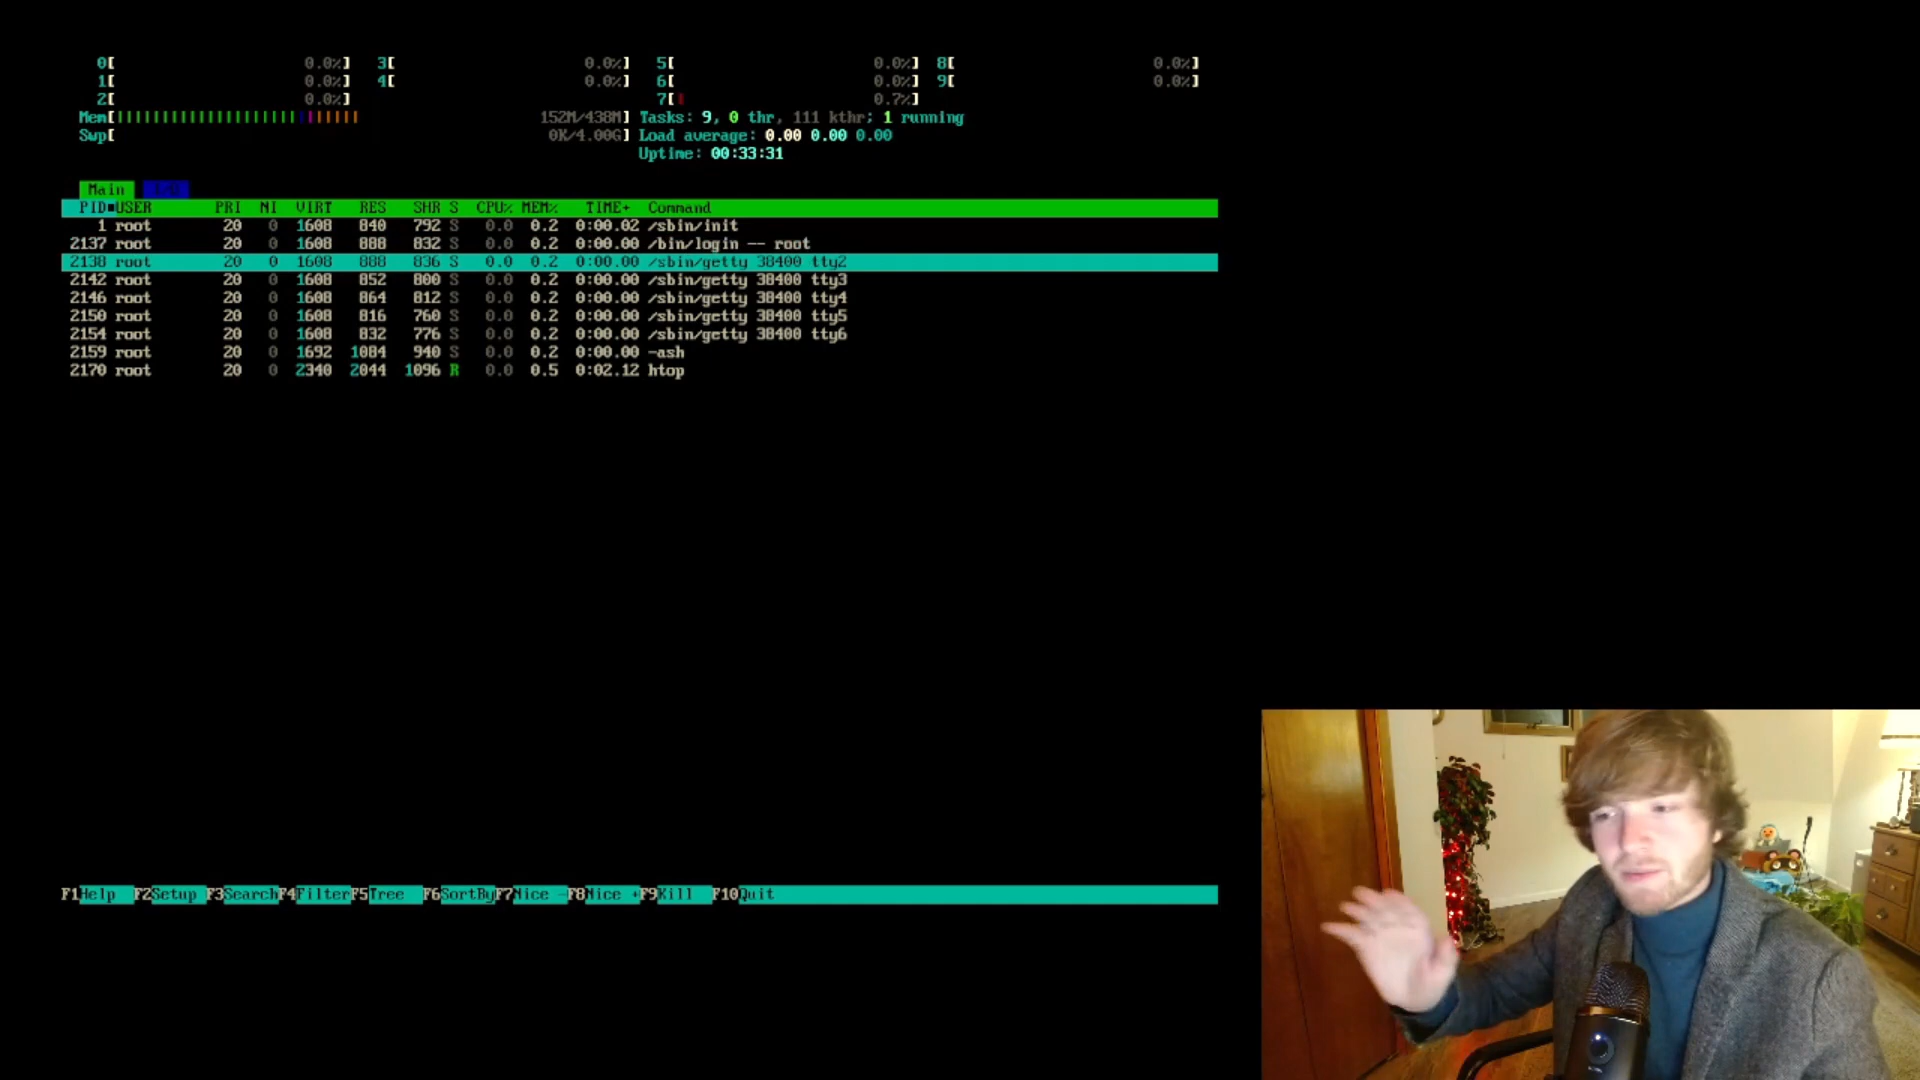 0[ 0.0%] 3[ 0.0%] 5[ 0.0%] 8[ 0.0%]
1[ 0.0%] 4[ 0.0%] 6[ 0.0%] 9[ 0.0%]
2[ 0.0%] 7[| 0.7%]
Mem[|||||||||||||||||||||||||||| 152M/438M] Tasks: 9, 0 thr, 111 kthr; 1 running
Swp[ 0K/4.00G] Load average: 0.00 0.00 0.00
Uptime: 00:33:31
Main I/O
PID USER PRI NI VIRT RES SHR S CPU% MEM% TIME+ Command
1 root 20 0 1608 840 792 S 0.0 0.2 0:00.02 /sbin/init
2137 root 20 0 1608 888 832 S 0.0 0.2 0:00.00 /bin/login -- root
2138 root 20 0 1608 888 836 S 0.0 0.2 0:00.00 /sbin/getty 38400 tty2
2142 root 20 0 1608 852 800 S 0.0 0.2 0:00.00 /sbin/getty 38400 tty3
2146 root 20 0 1608 864 812 S 0.0 0.2 0:00.00 /sbin/getty 38400 tty4
2150 root 20 0 1608 816 760 S 0.0 0.2 0:00.00 /sbin/getty 38400 tty5
2154 root 20 0 1608 832 776 S 0.0 0.2 0:00.00 /sbin/getty 38400 tty6
2159 root 20 0 1692 1084 940 S 0.0 0.2 0:00.00 -ash
2170 root 20 0 2340 2044 1096 R 0.0 0.5 0:02.12 htop
F1Help F2Setup F3SearchF4FilterF5Tree F6SortByF7Nice -F8Nice +F9Kill F10Quit